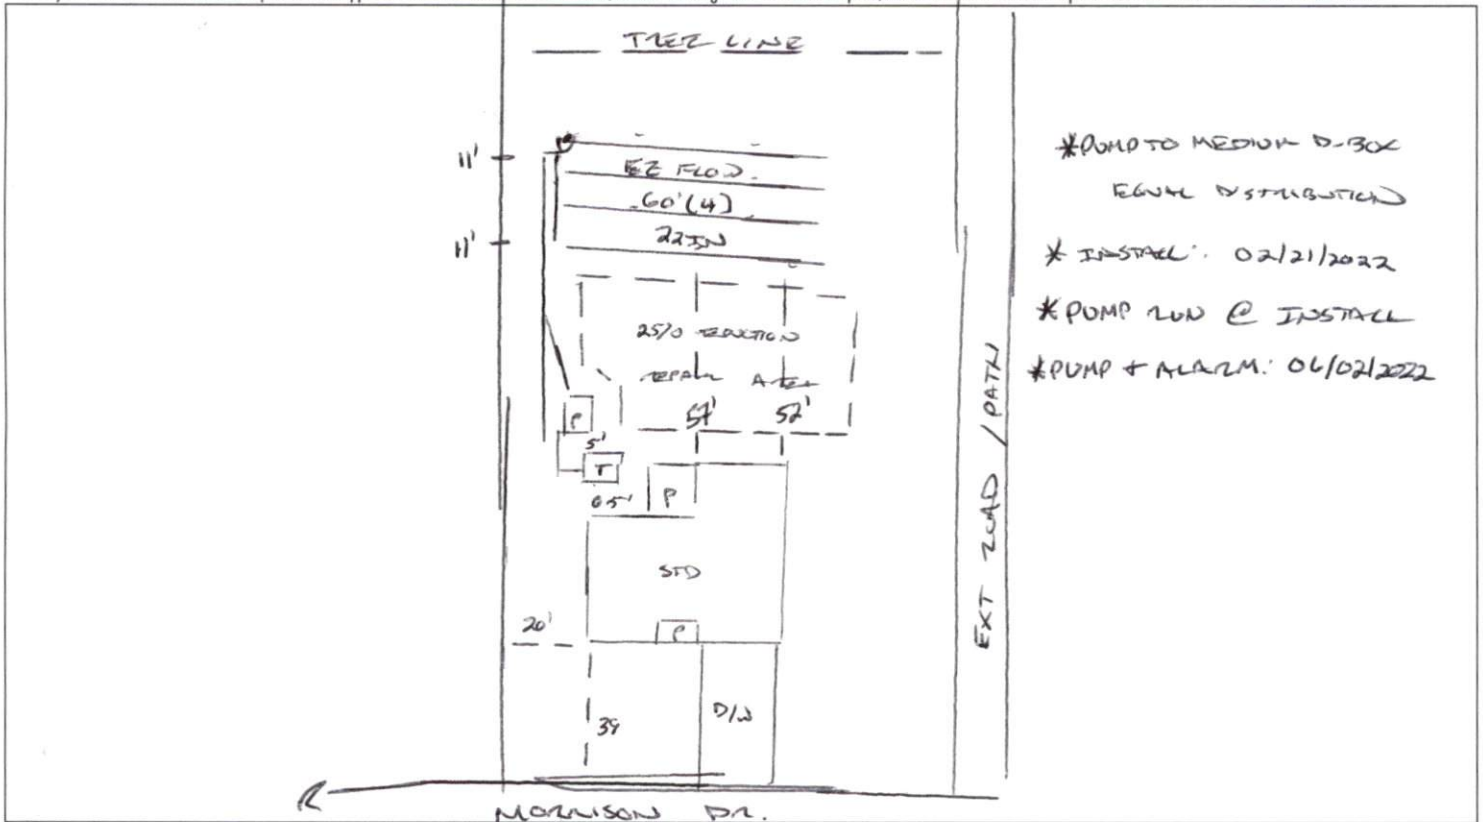 TREE LINE
11'
EZ FLOW.
60'(4)
11'
22IN
25% REDUCTION
REPAIR AREA
57' 52'
P
5'
T
65'
P
STD
20'
P
39
D/W
MORRISON DR.
EXT ROAD / PATH
*PUMP TO MEDIUM D-BOX
EQUAL DISTRIBUTION
* INSTALL: 02/21/2022
*PUMP RUN @ INSTALL
*PUMP + ALARM: 06/02/2022